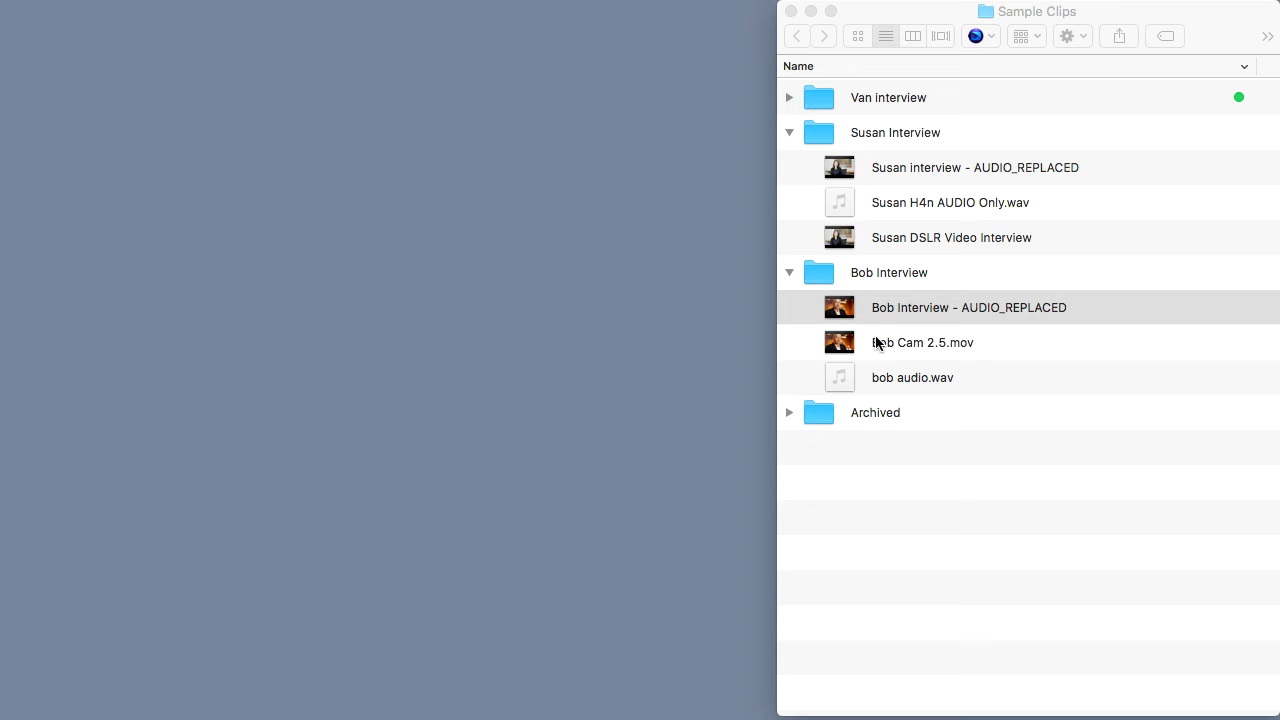 Sample Clips
Name
Van interview
Susan Interview
Susan interview - AUDIO_REPLACED
Susan H4n AUDIO Only.wav
Susan DSLR Video Interview
Bob Interview
Bob Interview - AUDIO_REPLACED
Bob Cam 2.5.mov
bob audio.wav
Archived